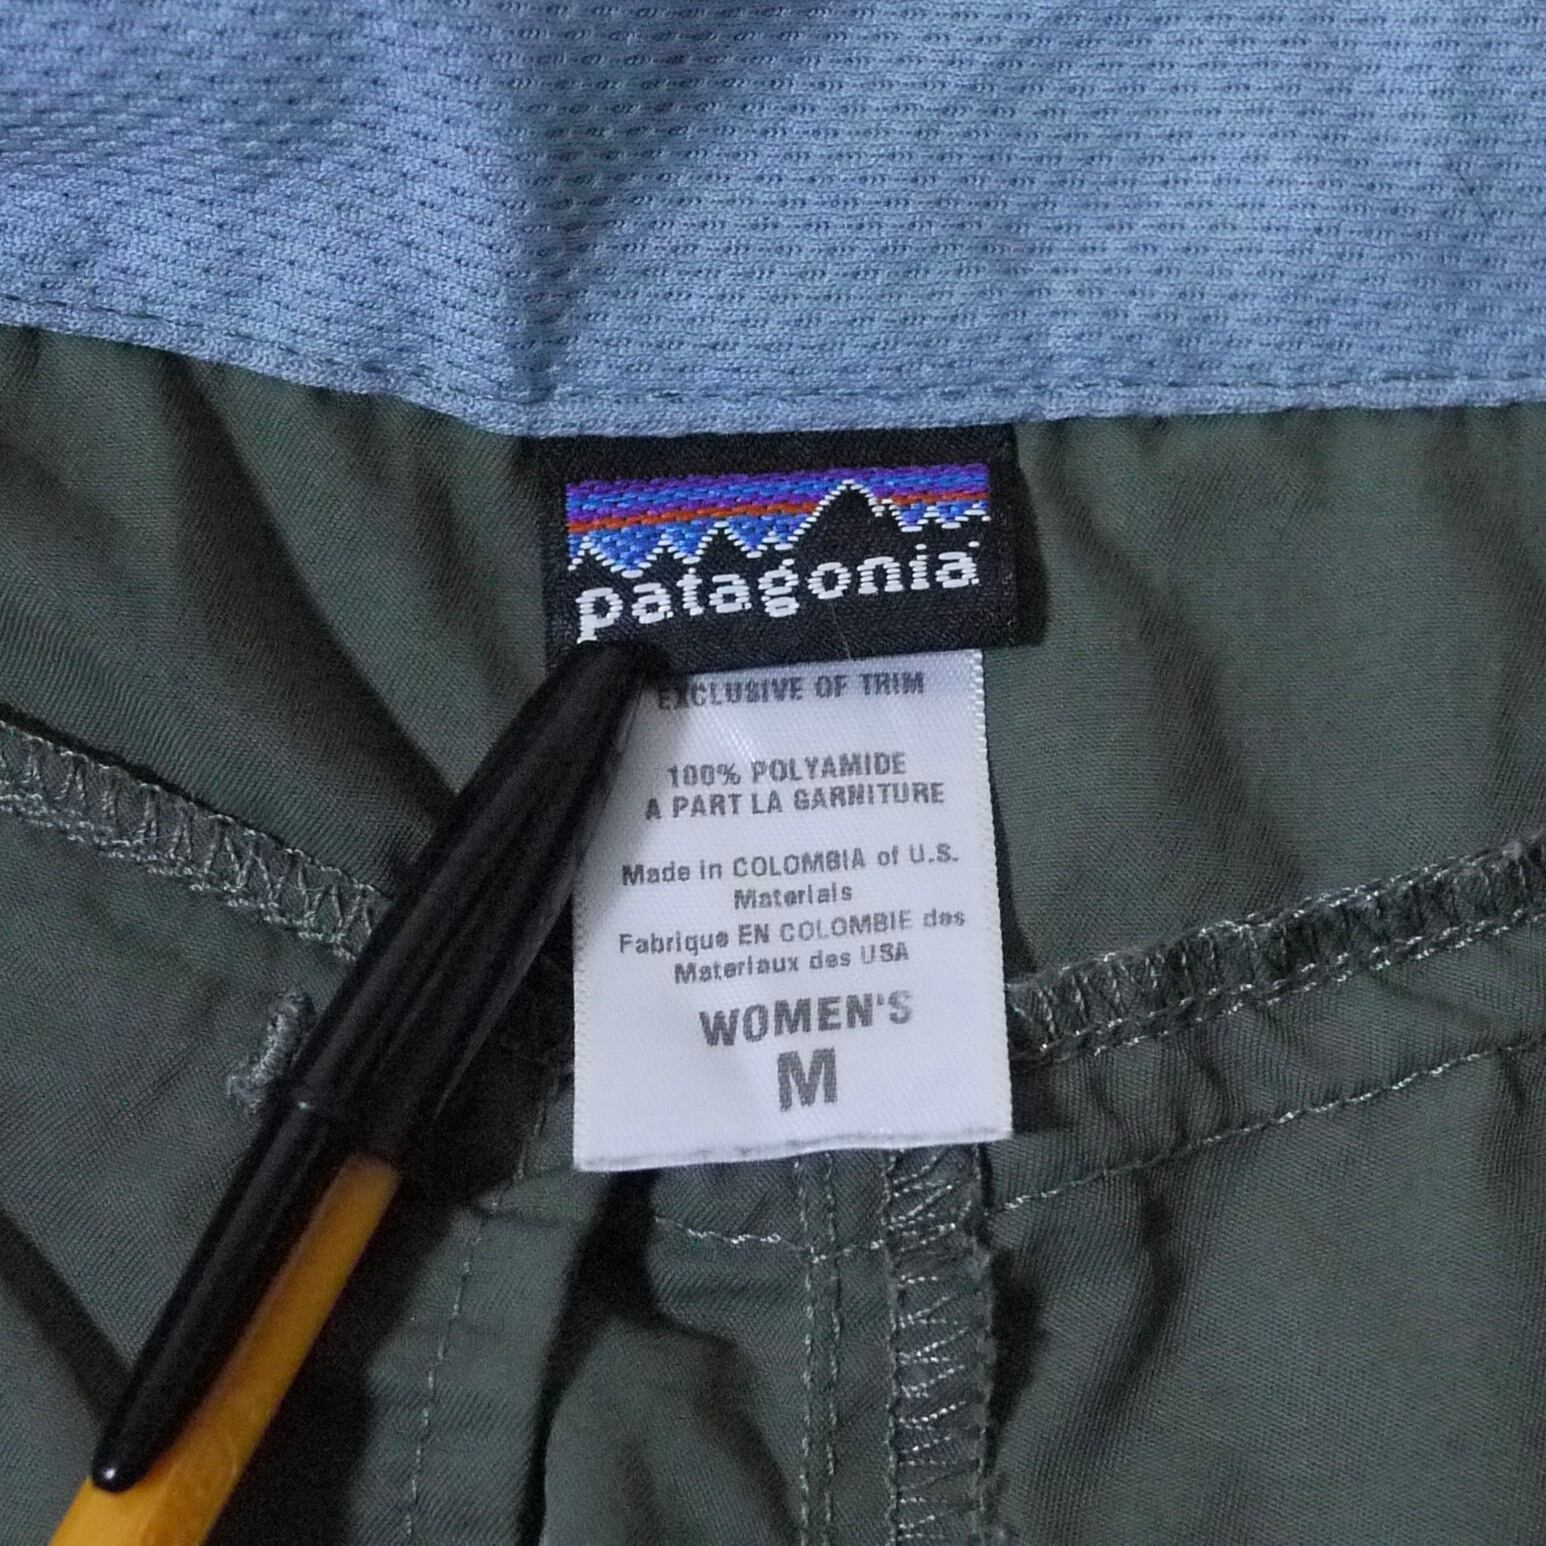 patagonia
EXCLUSIVE OF TRIM
100% POLYAMIDE
A PART LA GARNITURE
Made in COLOMBIA of U.S.
Materials
Fabriqué EN COLOMBIE des
Materiaux des USA
WOMEN'S
M